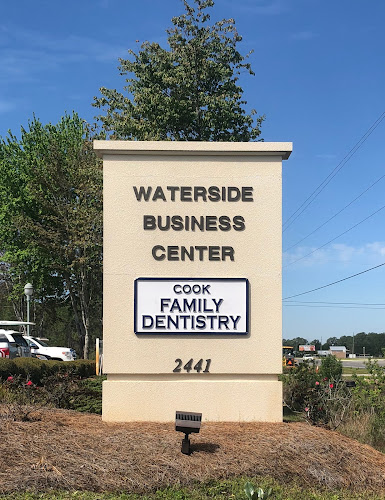 WATERSIDE
BUSINESS
CENTER
COOK
FAMILY
DENTISTRY
2441